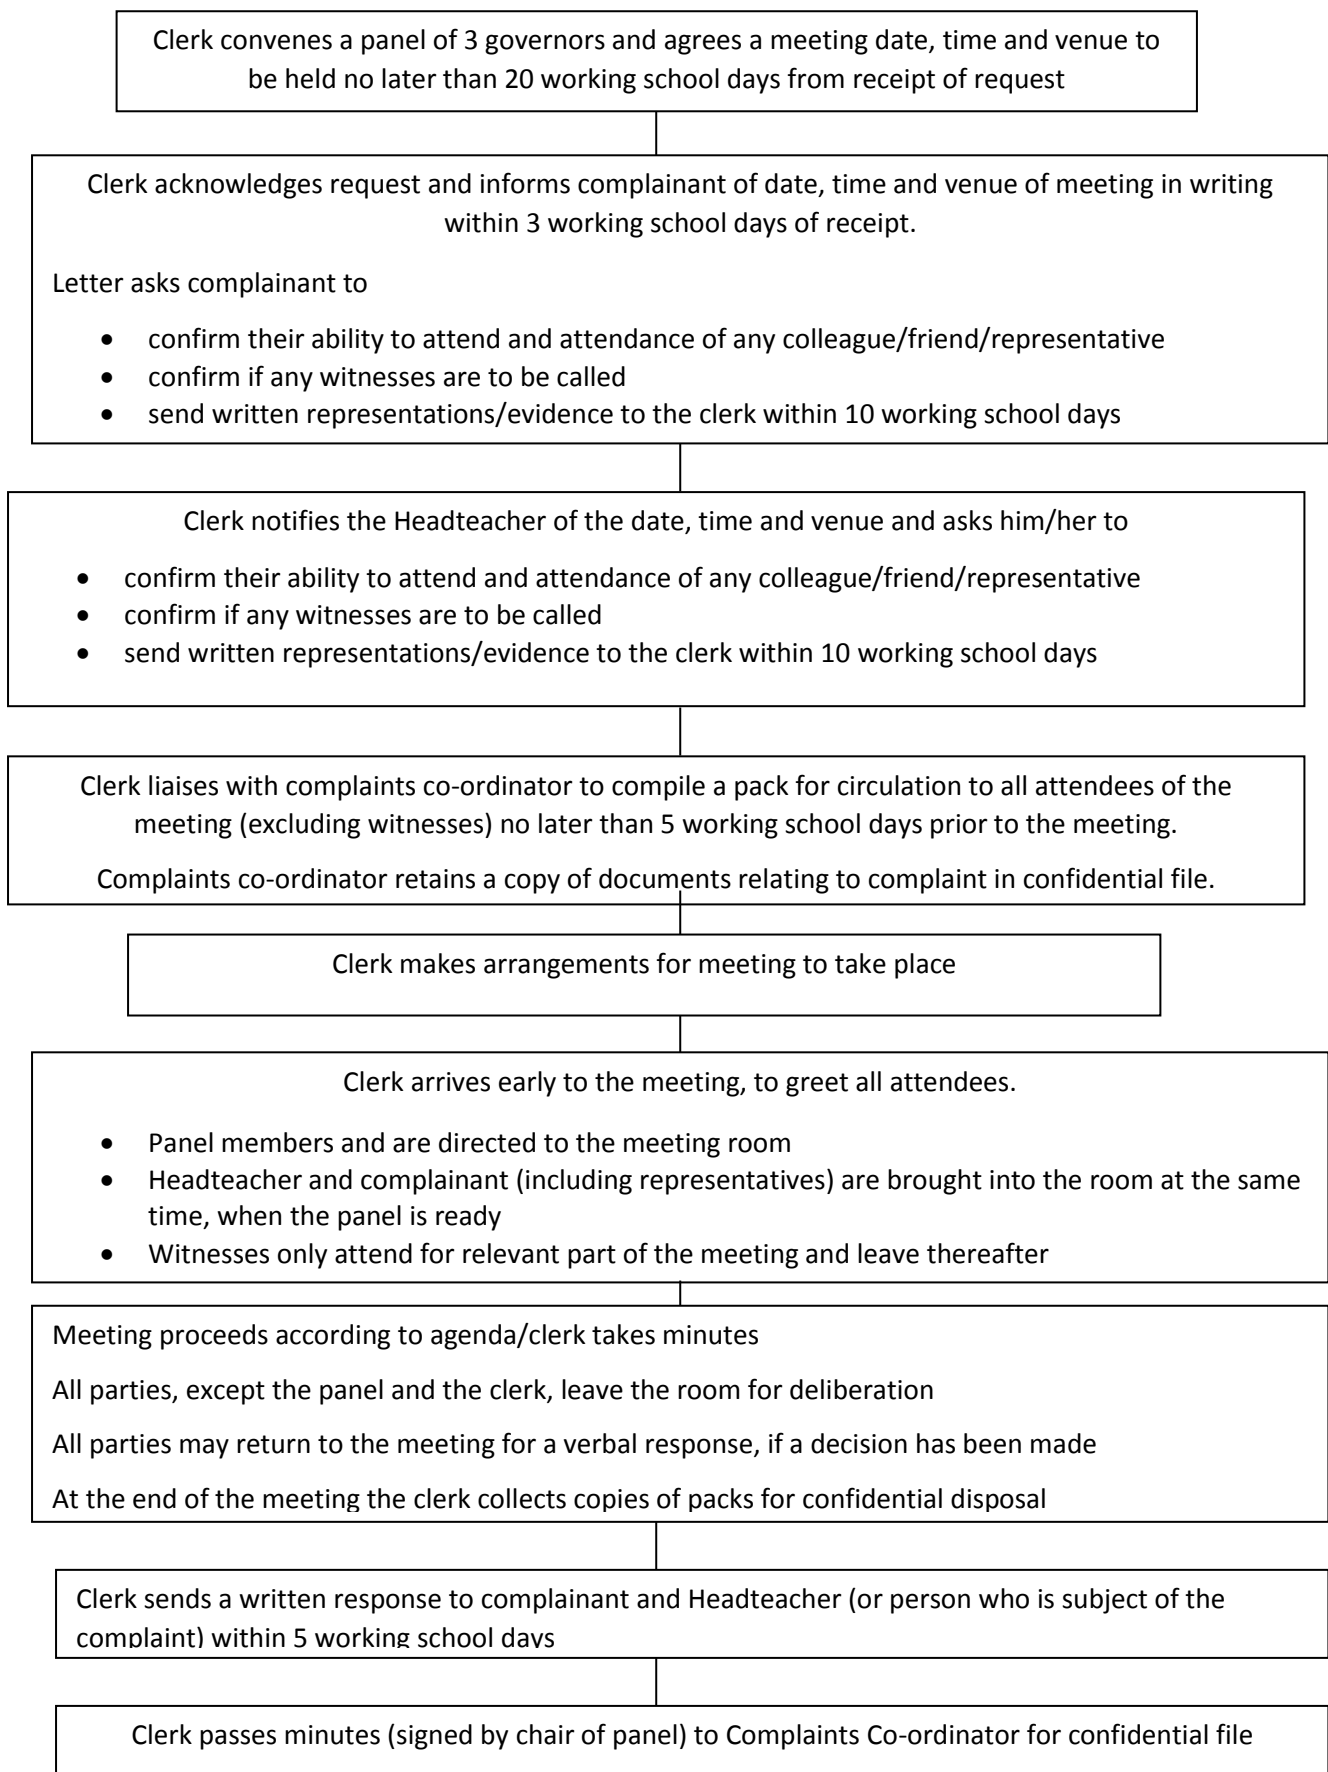 Clerk convenes a panel of 3 governors and agrees a meeting date, time and venue to
be held no later than 20 working school days from receipt of request
Clerk acknowledges request and informs complainant of date, time and venue of meeting in writing
within 3 working school days of receipt.
Letter asks complainant to
• confirm their ability to attend and attendance of any colleague/friend/representative
• confirm if any witnesses are to be called
• send written representations/evidence to the clerk within 10 working school days
Clerk notifies the Headteacher of the date, time and venue and asks him/her to
• confirm their ability to attend and attendance of any colleague/friend/representative
• confirm if any witnesses are to be called
• send written representations/evidence to the clerk within 10 working school days
Clerk liaises with complaints co-ordinator to compile a pack for circulation to all attendees of the
meeting (excluding witnesses) no later than 5 working school days prior to the meeting.
Complaints co-ordinator retains a copy of documents relating to complaint in confidential file.
Clerk makes arrangements for meeting to take place
Clerk arrives early to the meeting, to greet all attendees.
• Panel members and are directed to the meeting room
• Headteacher and complainant (including representatives) are brought into the room at the same
time, when the panel is ready
• Witnesses only attend for relevant part of the meeting and leave thereafter
Meeting proceeds according to agenda/clerk takes minutes
All parties, except the panel and the clerk, leave the room for deliberation
All parties may return to the meeting for a verbal response, if a decision has been made
At the end of the meeting the clerk collects copies of packs for confidential disposal
Clerk sends a written response to complainant and Headteacher (or person who is subject of the
complaint) within 5 working school days
Clerk passes minutes (signed by chair of panel) to Complaints Co-ordinator for confidential file